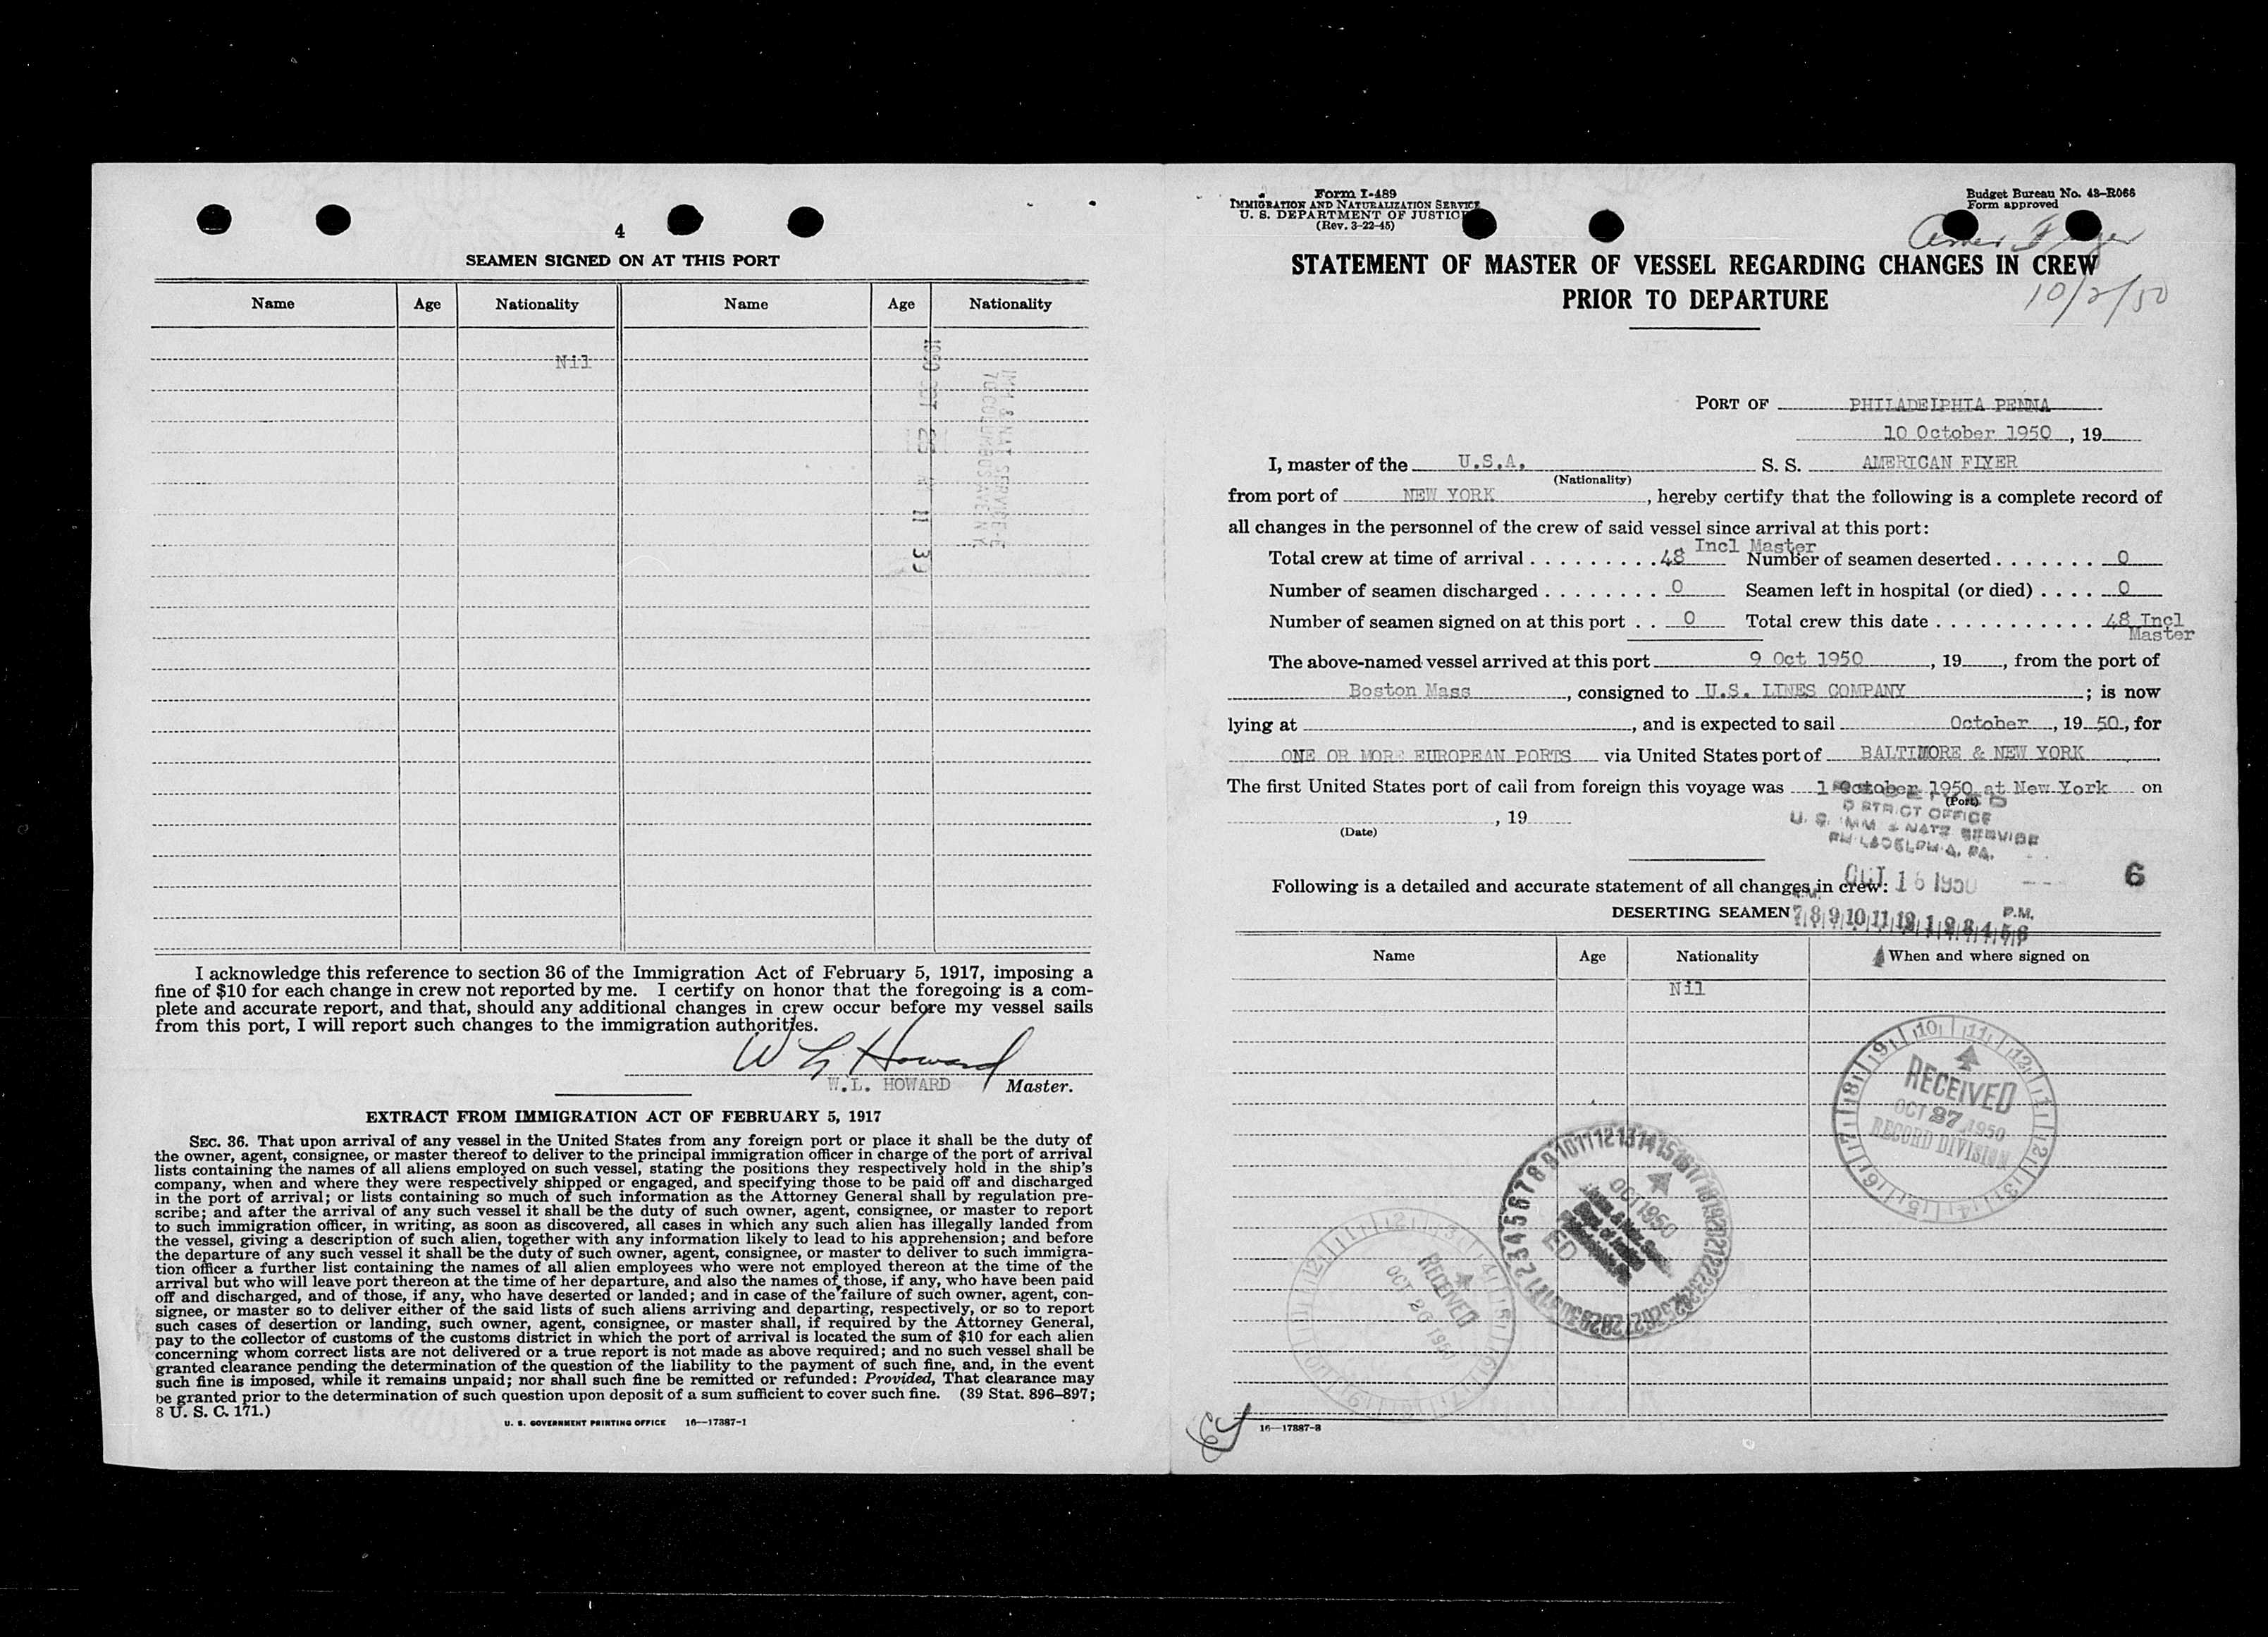 4
SEAMEN SIGNED ON AT THIS PORT
Name Age Nationality Name Age Nationality
Nil
I acknowledge this reference to section 36 of the Immigration Act of February 5, 1917, imposing a
fine of $10 for each change in crew not reported by me. I certify on honor that the foregoing is a com-
plete and accurate report, and that, should any additional changes in crew occur before my vessel sails
from this port, I will report such changes to the immigration authorities.
W L Howard
W.L. HOWARD Master.
EXTRACT FROM IMMIGRATION ACT OF FEBRUARY 5, 1917
SEC. 36. That upon arrival of any vessel in the United States from any foreign port or place it shall be the duty of
the owner, agent, consignee, or master thereof to deliver to the principal immigration officer in charge of the port of arrival
lists containing the names of all aliens employed on such vessel, stating the positions they respectively hold in the ship's
company, when and where they were respectively shipped or engaged, and specifying those to be paid off and discharged
in the port of arrival; or lists containing so much of such information as the Attorney General shall by regulation pre-
scribe; and after the arrival of any such vessel it shall be the duty of such owner, agent, consignee, or master to report
to such immigration officer, in writing, as soon as discovered, all cases in which any such alien has illegally landed from
the vessel, giving a description of such alien, together with any information likely to lead to his apprehension; and before
the departure of any such vessel it shall be the duty of such owner, agent, consignee, or master to deliver to such immigra-
tion officer a further list containing the names of all alien employees who were not employed thereon at the time of the
arrival but who will leave port thereon at the time of her departure, and also the names of those, if any, who have been paid
off and discharged, and of those, if any, who have deserted or landed; and in case of the failure of such owner, agent, con-
signee, or master so to deliver either of the said lists of such aliens arriving and departing, respectively, or so to report
such cases of desertion or landing, such owner, agent, consignee, or master shall, if required by the Attorney General,
pay to the collector of customs of the customs district in which the port of arrival is located the sum of $10 for each alien
concerning whom correct lists are not delivered or a true report is not made as above required; and no such vessel shall be
granted clearance pending the determination of the question of the liability to the payment of such fine, and, in the event
such fine is imposed, while it remains unpaid; nor shall such fine be remitted or refunded: Provided, That clearance may
be granted prior to the determination of such question upon deposit of a sum sufficient to cover such fine. (39 Stat. 896–897;
8 U. S. C. 171.)
U. S. GOVERNMENT PRINTING OFFICE 16—17387-1
Form I-489
IMMIGRATION AND NATURALIZATION SERVICE
U. S. DEPARTMENT OF JUSTICE
(Rev. 3-22-45)
Budget Bureau No. 43–R066
Form approved
Amer Flyer
STATEMENT OF MASTER OF VESSEL REGARDING CHANGES IN CREW
PRIOR TO DEPARTURE
10/2/50
PORT OF PHILADELPHIA PENNA
10 October 1950, 19
I, master of the U.S.A. S. S. AMERICAN FLYER
(Nationality)
from port of NEW YORK, hereby certify that the following is a complete record of
all changes in the personnel of the crew of said vessel since arrival at this port:
Total crew at time of arrival . . . . . . . . . 48 Incl Master Number of seamen deserted . . . . . . . 0
Number of seamen discharged . . . . . . . . 0 Seamen left in hospital (or died) . . . . 0
Number of seamen signed on at this port . . 0 Total crew this date . . . . . . . . . . . 48 Incl
Master
The above-named vessel arrived at this port 9 Oct 1950, 19, from the port of
Boston Mass, consigned to U.S. LINES COMPANY; is now
lying at , and is expected to sail October, 19 50, for
ONE OR MORE EUROPEAN PORTS via United States port of BALTIMORE & NEW YORK
The first United States port of call from foreign this voyage was 1 October 1950 at New York on
(Port)
, 19
(Date)
DISTRICT OFFICE
U. S. IMM & NATZ SERVICE
PHILADELPHIA, PA.
OCT 16 1950
6
Following is a detailed and accurate statement of all changes in crew:
DESERTING SEAMEN
7 8 9 10 11 12 1 2 3 4 5 6 P.M.
Name Age Nationality When and where signed on
Nil
RECEIVED
OCT 27 1950
RECORD DIVISION
OCT 1950
RECEIVED
OCT 26 1950
16—17887-3